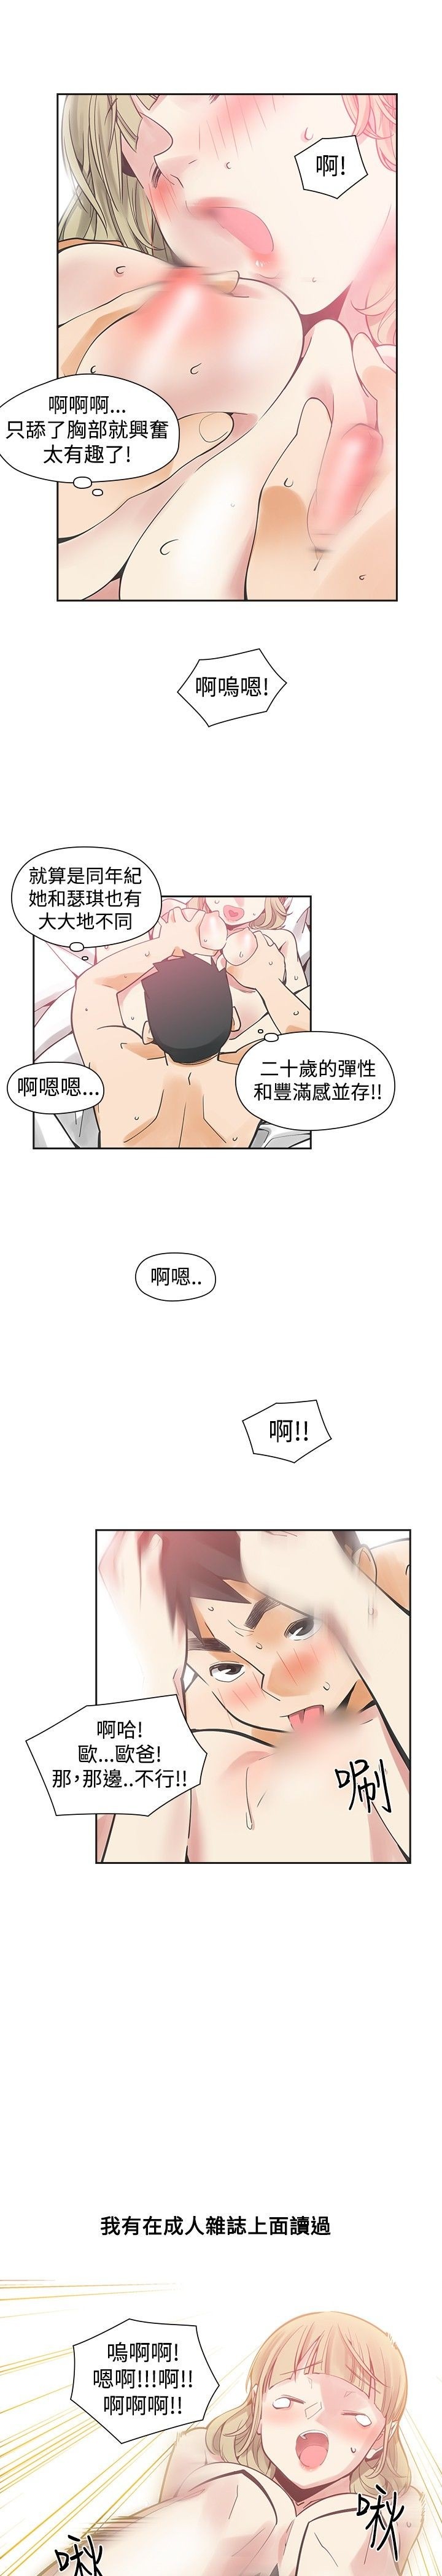 啊!
啊啊啊...
只舔了胸部就興奮
太有趣了!
啊嗚嗯!
就算是同年紀
她和瑟琪也有
大大地不同
二十歲的彈性
和豐滿感並存!!
啊嗯嗯...
啊嗯..
啊!!
啊哈!
歐...歐爸!
那,那邊..不行!!
唰
我有在成人雜誌上面讀過
嗚啊啊!
嗯啊!!!啊!!
啊啊啊!!
啾
啾